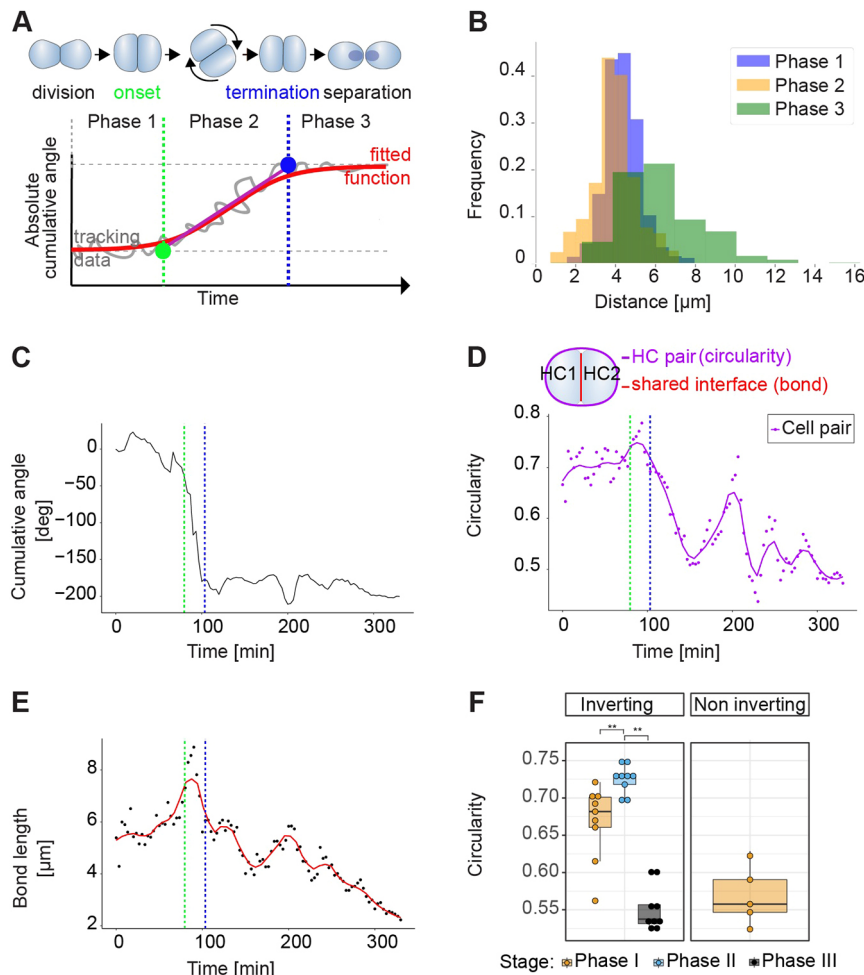 A
division onset termination separation
Phase 1 Phase 2 Phase 3
Absolute
cumulative angle
fitted
function
tracking
data
Time
B
Phase 1
Phase 2
Phase 3
Frequency
0.4
0.3
0.2
0.1
0
0 2 4 6 8 10 12 14 16
Distance [µm]
C
Cumulative angle
[deg]
0
−50
−100
−150
−200
0 100 200 300
Time [min]
D
HC1 HC2
HC pair (circularity)
shared interface (bond)
Cell pair
Circularity
0.8
0.7
0.6
0.5
0 100 200 300
Time [min]
E
Bond length
[µm]
8
6
4
2
0 100 200 300
Time [min]
F
Inverting Non inverting
** **
Circularity
0.75
0.70
0.65
0.60
0.55
Stage: Phase I Phase II Phase III